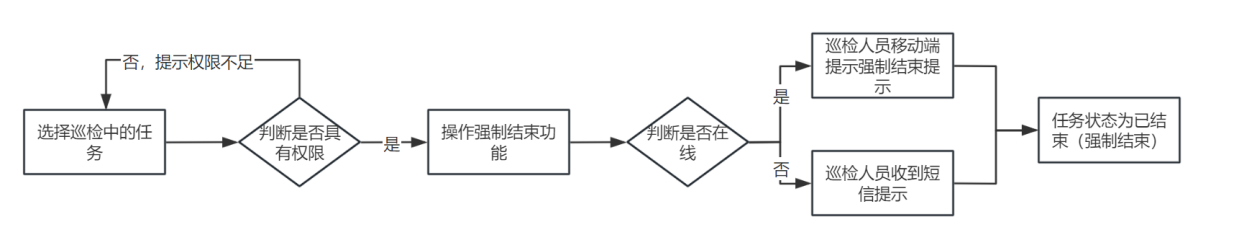 否，提示权限不足
选择巡检中的任
务
判断是否具
有权限
是
操作强制结束功
能
判断是否在
线
是
否
巡检人员移动端
提示强制结束提
示
巡检人员收到短
信提示
任务状态为已结
束（强制结束）